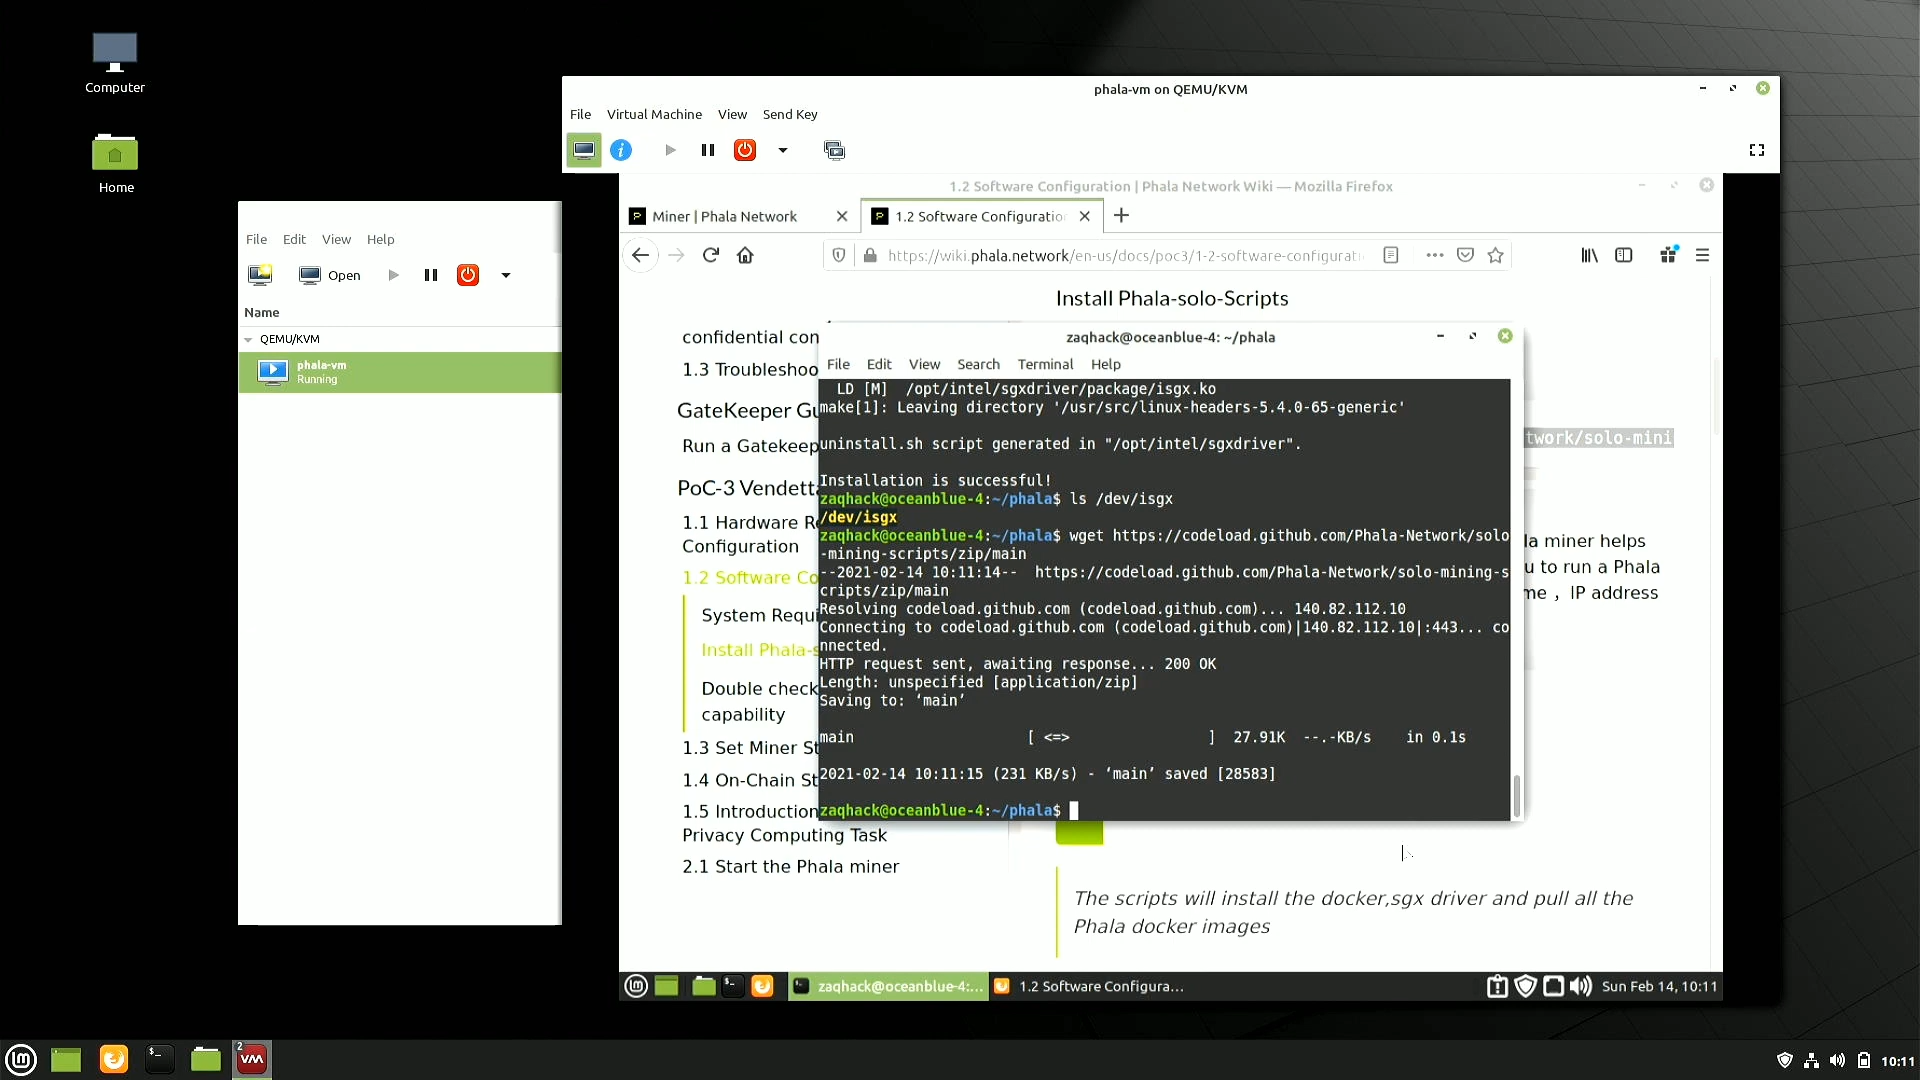 Computer
Home
File Edit View Help
Open
Name
QEMU/KVM
phala-vm
Running
phala-vm on QEMU/KVM
File Virtual Machine View Send Key
1.2 Software Configuration | Phala Network Wiki — Mozilla Firefox
Miner | Phala Network
1.2 Software Configuratio
https://wiki.phala.network/en-us/docs/poc3/1-2-software-configurati
Install Phala-solo-Scripts
confidential con
1.3 Troubleshoo
GateKeeper Gu
Run a Gatekeep
PoC-3 Vendetta
1.1 Hardware Re
Configuration
1.2 Software Co
System Requi
Install Phala-s
Double check
capability
1.3 Set Miner St
1.4 On-Chain St
1.5 Introduction
Privacy Computing Task
2.1 Start the Phala miner
twork/solo-mini
la miner helps
u to run a Phala
me , IP address
zaqhack@oceanblue-4: ~/phala
File Edit View Search Terminal Help
LD [M] /opt/intel/sgxdriver/package/isgx.ko
make[1]: Leaving directory '/usr/src/linux-headers-5.4.0-65-generic'
uninstall.sh script generated in "/opt/intel/sgxdriver".
Installation is successful!
zaqhack@oceanblue-4:~/phala$ ls /dev/isgx
/dev/isgx
zaqhack@oceanblue-4:~/phala$ wget https://codeload.github.com/Phala-Network/solo
-mining-scripts/zip/main
--2021-02-14 10:11:14-- https://codeload.github.com/Phala-Network/solo-mining-s
cripts/zip/main
Resolving codeload.github.com (codeload.github.com)... 140.82.112.10
Connecting to codeload.github.com (codeload.github.com)|140.82.112.10|:443... co
nnected.
HTTP request sent, awaiting response... 200 OK
Length: unspecified [application/zip]
Saving to: ‘main’
main [ <=> ] 27.91K --.-KB/s in 0.1s
2021-02-14 10:11:15 (231 KB/s) - ‘main’ saved [28583]
zaqhack@oceanblue-4:~/phala$
The scripts will install the docker,sgx driver and pull all the
Phala docker images
zaqhack@oceanblue-4:...
1.2 Software Configura...
Sun Feb 14, 10:11
2
VM
10:11